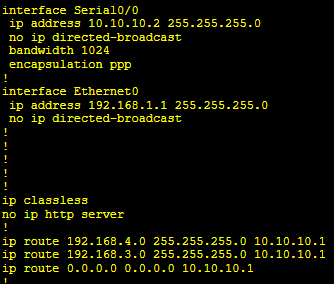 interface Serial0/0
 ip address 10.10.10.2 255.255.255.0
 no ip directed-broadcast
 bandwidth 1024
 encapsulation ppp
!
interface Ethernet0
 ip address 192.168.1.1 255.255.255.0
 no ip directed-broadcast
!
!
!
!
!
ip classless
no ip http server
!
ip route 192.168.4.0 255.255.255.0 10.10.10.1
ip route 192.168.3.0 255.255.255.0 10.10.10.1
ip route 0.0.0.0 0.0.0.0 10.10.10.1
!